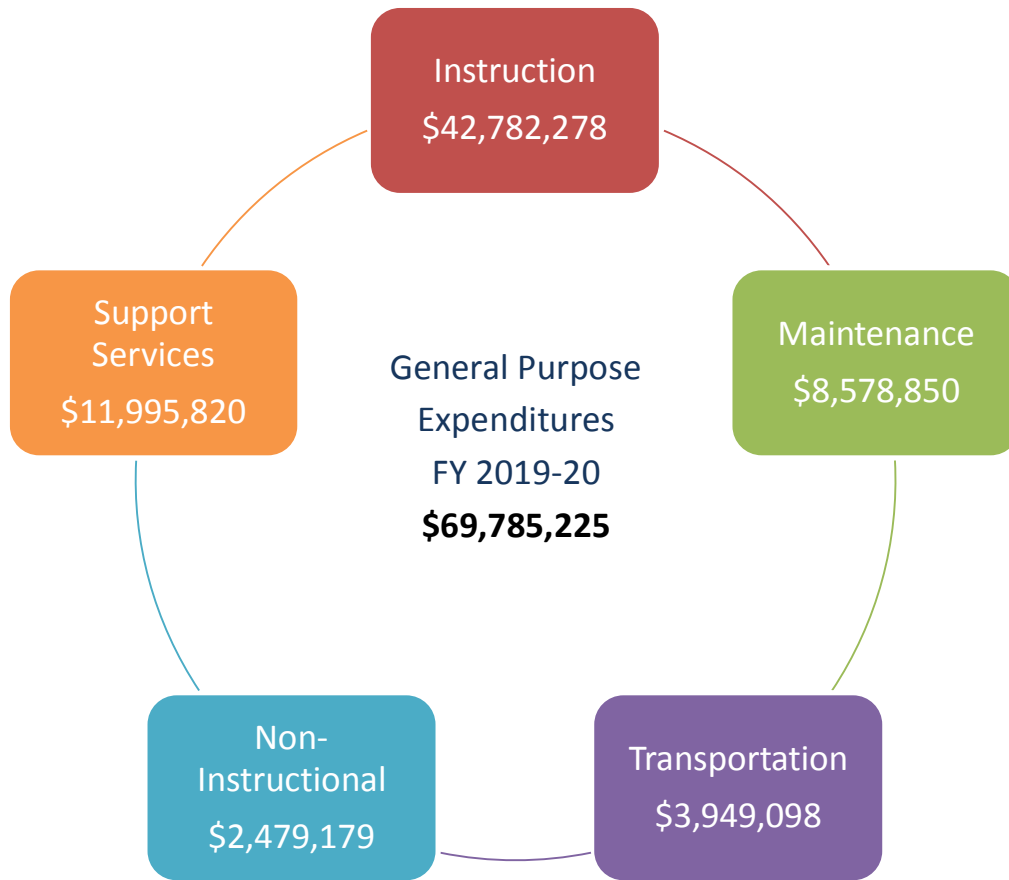 Instruction
$42,782,278
Support
Services
$11,995,820
Maintenance
$8,578,850
General Purpose
Expenditures
FY 2019-20
$69,785,225
Non-
Instructional
$2,479,179
Transportation
$3,949,098